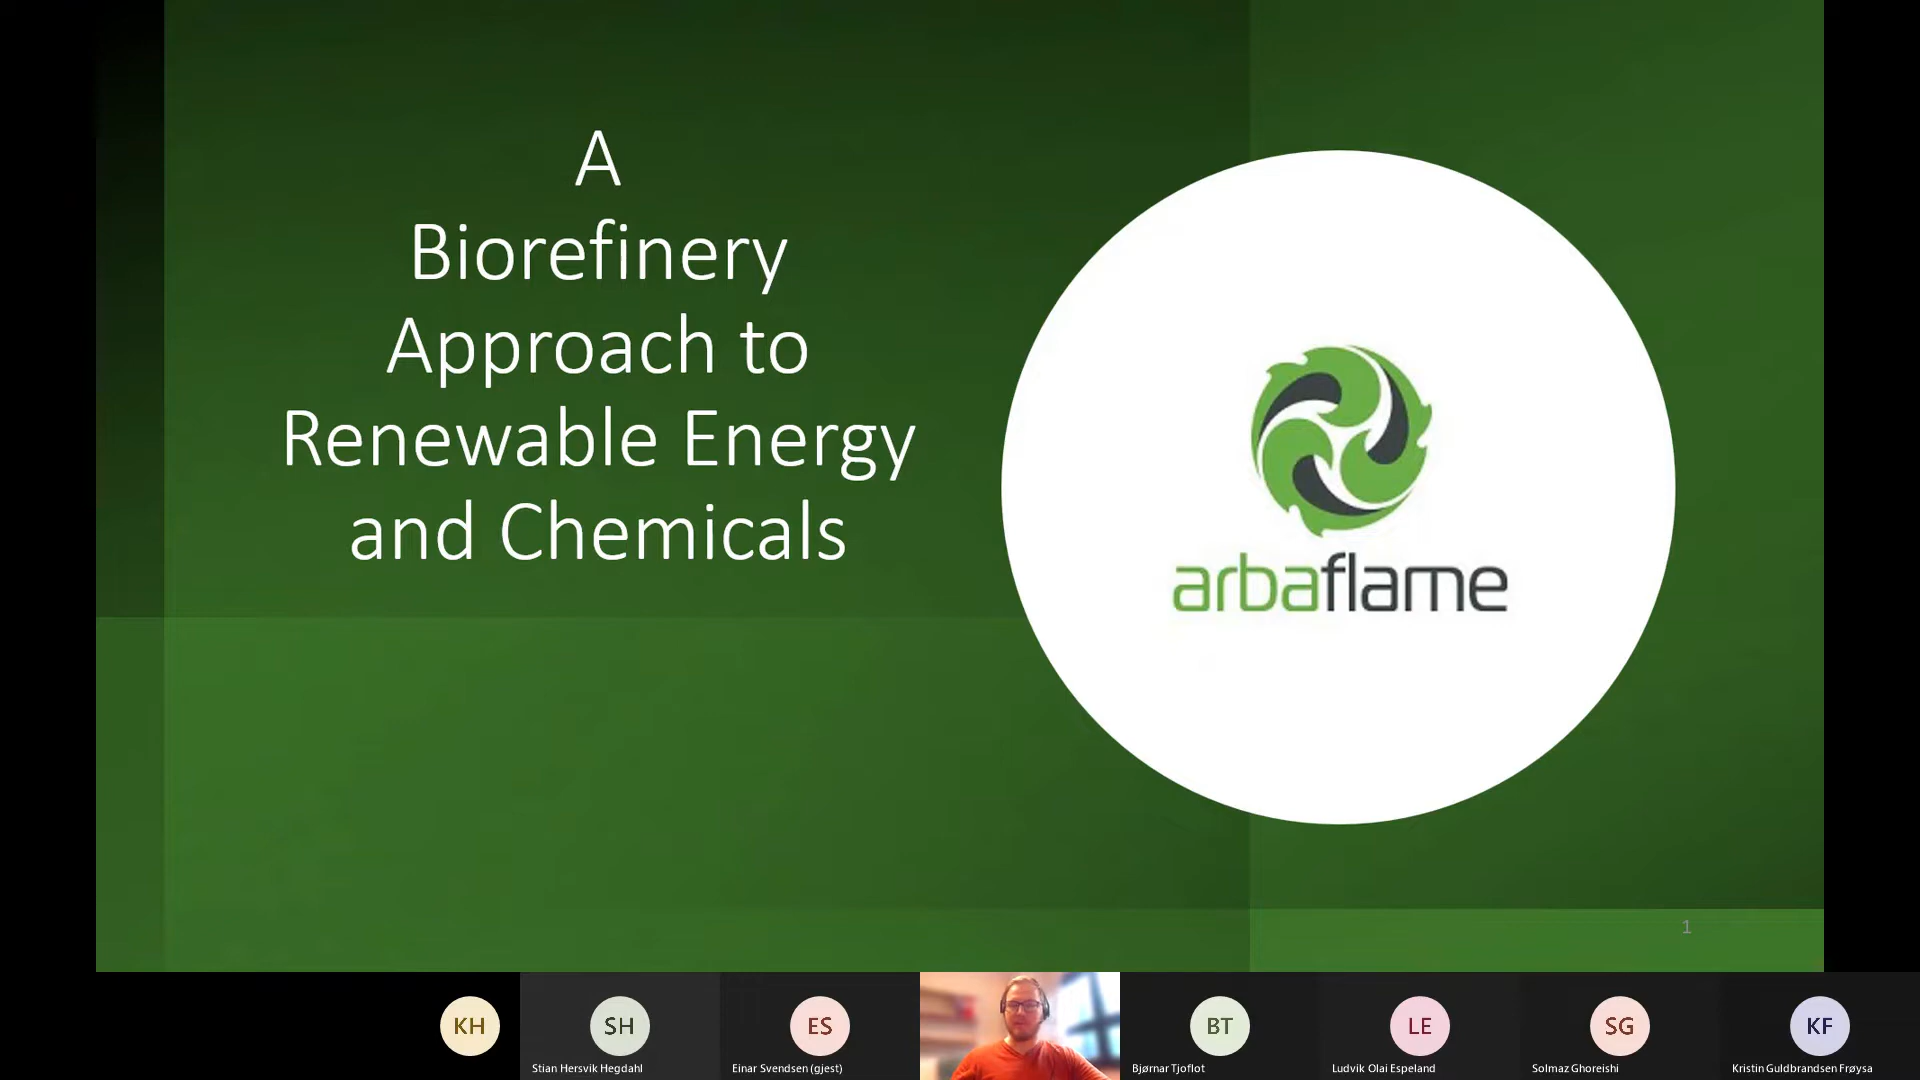 A
Biorefinery
Approach to
Renewable Energy
and Chemicals
arbaflame
1
KH
SH
Stian Hersvik Hegdahl
ES
Einar Svendsen (gjest)
BT
Bjørnar Tjoflot
LE
Ludvik Olai Espeland
SG
Solmaz Ghoreishi
KF
Kristin Guldbrandsen Frøysa